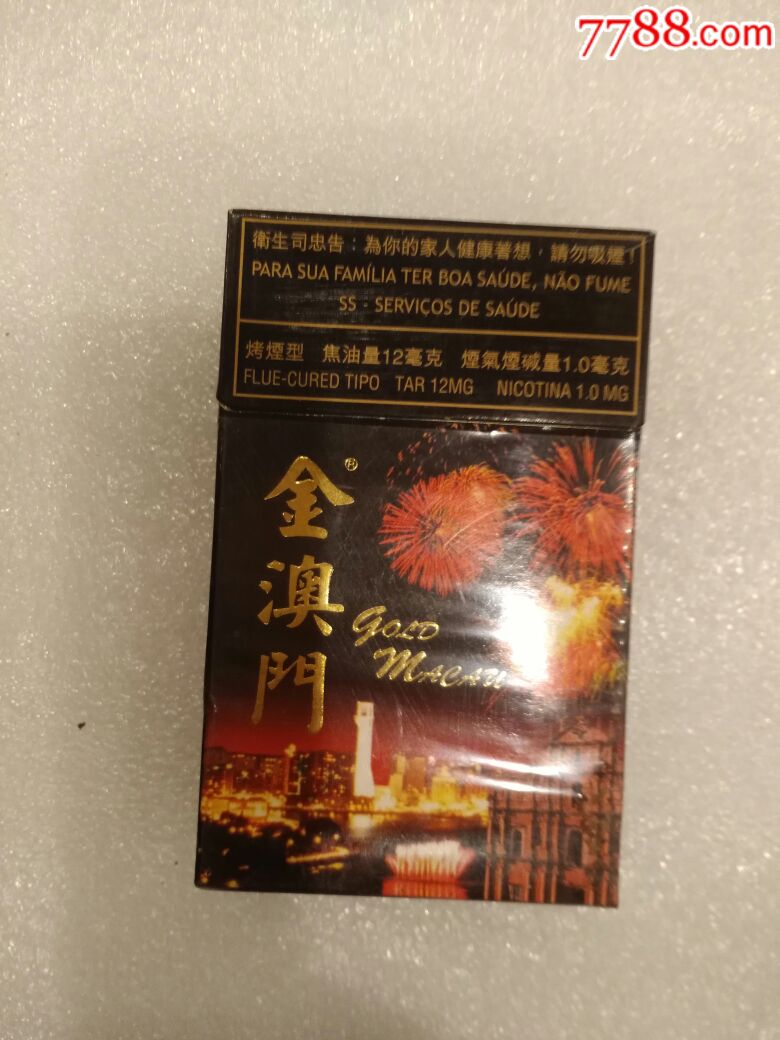 7788.com
衛生司忠告：為你的家人健康著想，請勿吸煙！
PARA SUA FAMÍLIA TER BOA SAÚDE, NÃO FUME
SS - SERVIÇOS DE SAÚDE
烤煙型 焦油量12毫克 煙氣煙碱量1.0毫克
FLUE-CURED TIPO TAR 12MG NICOTINA 1.0 MG
金澳門®
GOLD
MACAU